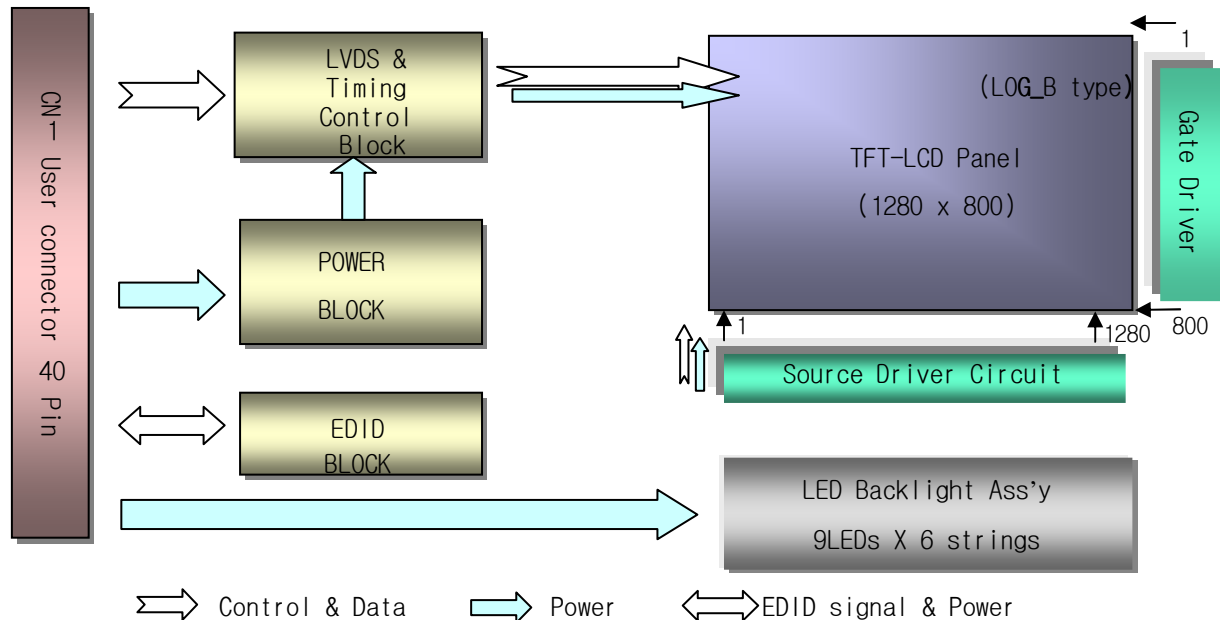 CN1- User connector 40 Pin
LVDS &
Timing
Control
Block
POWER
BLOCK
EDID
BLOCK
(LOG_B type)
TFT-LCD Panel
(1280 x 800)
1
Gate Driver
800
1
1280
Source Driver Circuit
LED Backlight Ass’y
9LEDs X 6 strings
Control & Data
Power
EDID signal & Power